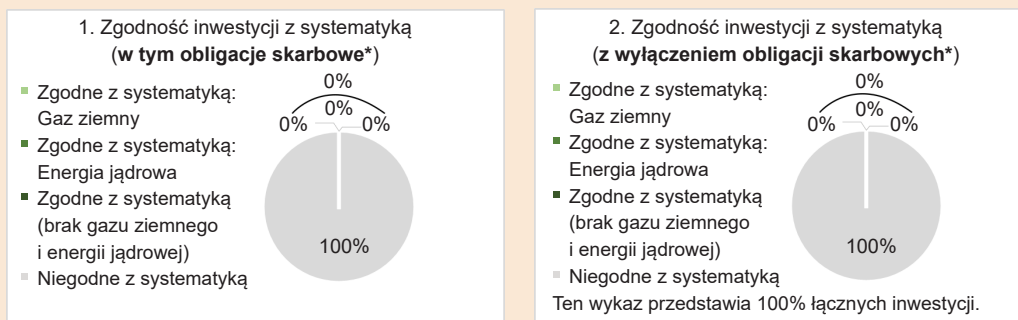 1. Zgodność inwestycji z systematyką
(w tym obligacje skarbowe*)
Zgodne z systematyką:
Gaz ziemny
Zgodne z systematyką:
Energia jądrowa
Zgodne z systematyką
(brak gazu ziemnego
i energii jądrowej)
Niegodne z systematyką
0%
0%
0%
0%
100%
2. Zgodność inwestycji z systematyką
(z wyłączeniem obligacji skarbowych*)
Zgodne z systematyką:
Gaz ziemny
Zgodne z systematyką:
Energia jądrowa
Zgodne z systematyką
(brak gazu ziemnego
i energii jądrowej)
Niegodne z systematyką
0%
0%
0%
0%
100%
Ten wykaz przedstawia 100% łącznych inwestycji.